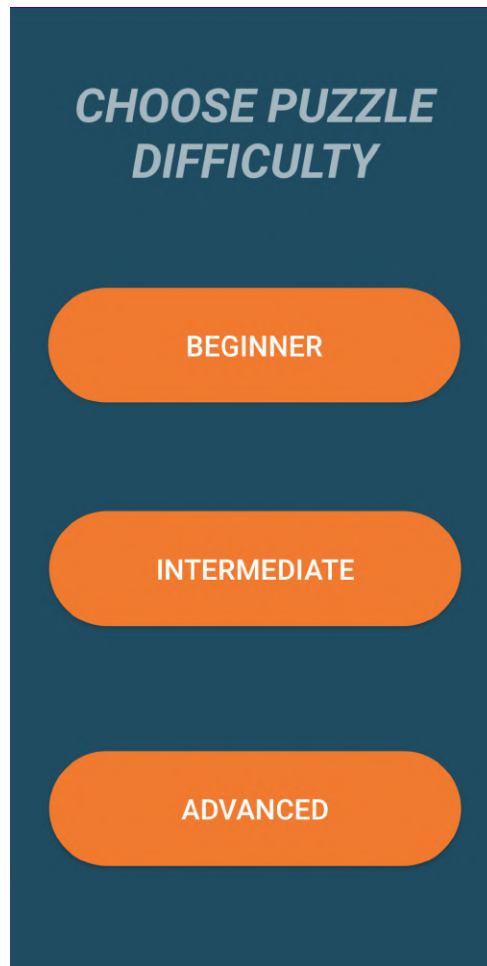 CHOOSE PUZZLE
DIFFICULTY
BEGINNER
INTERMEDIATE
ADVANCED